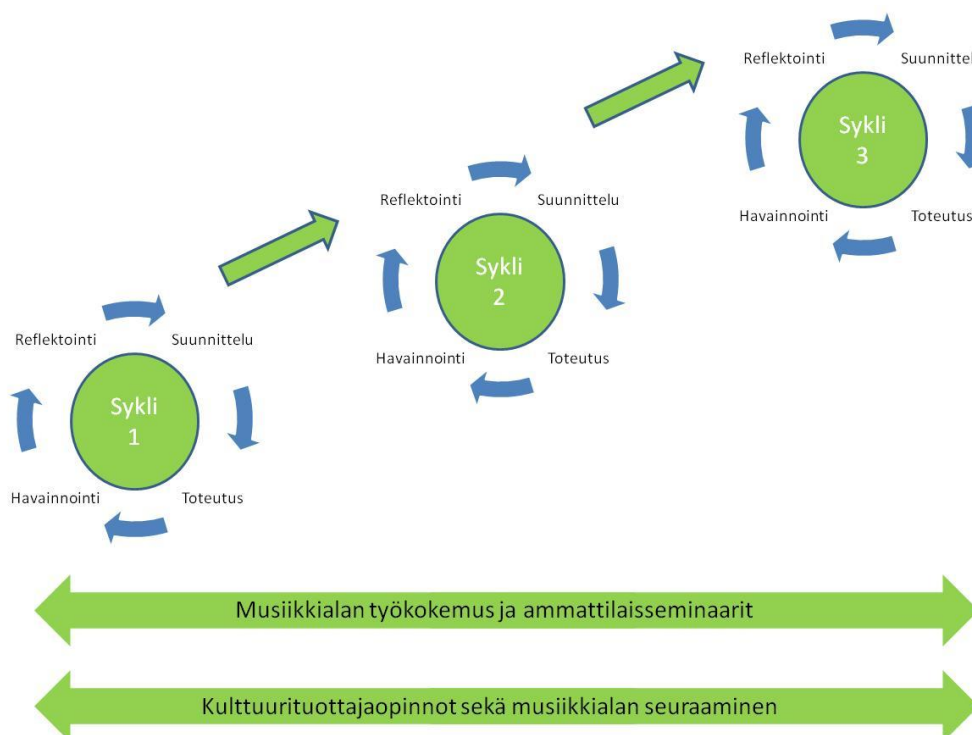 Reflektointi
Suunnittelu
Sykli
3
Havainnointi
Toteutus
Reflektointi
Suunnittelu
Sykli
2
Havainnointi
Toteutus
Reflektointi
Suunnittelu
Sykli
1
Havainnointi
Toteutus
Musiikkialan työkokemus ja ammattilaisseminaarit
Kulttuurituottajaopinnot sekä musiikkialan seuraaminen